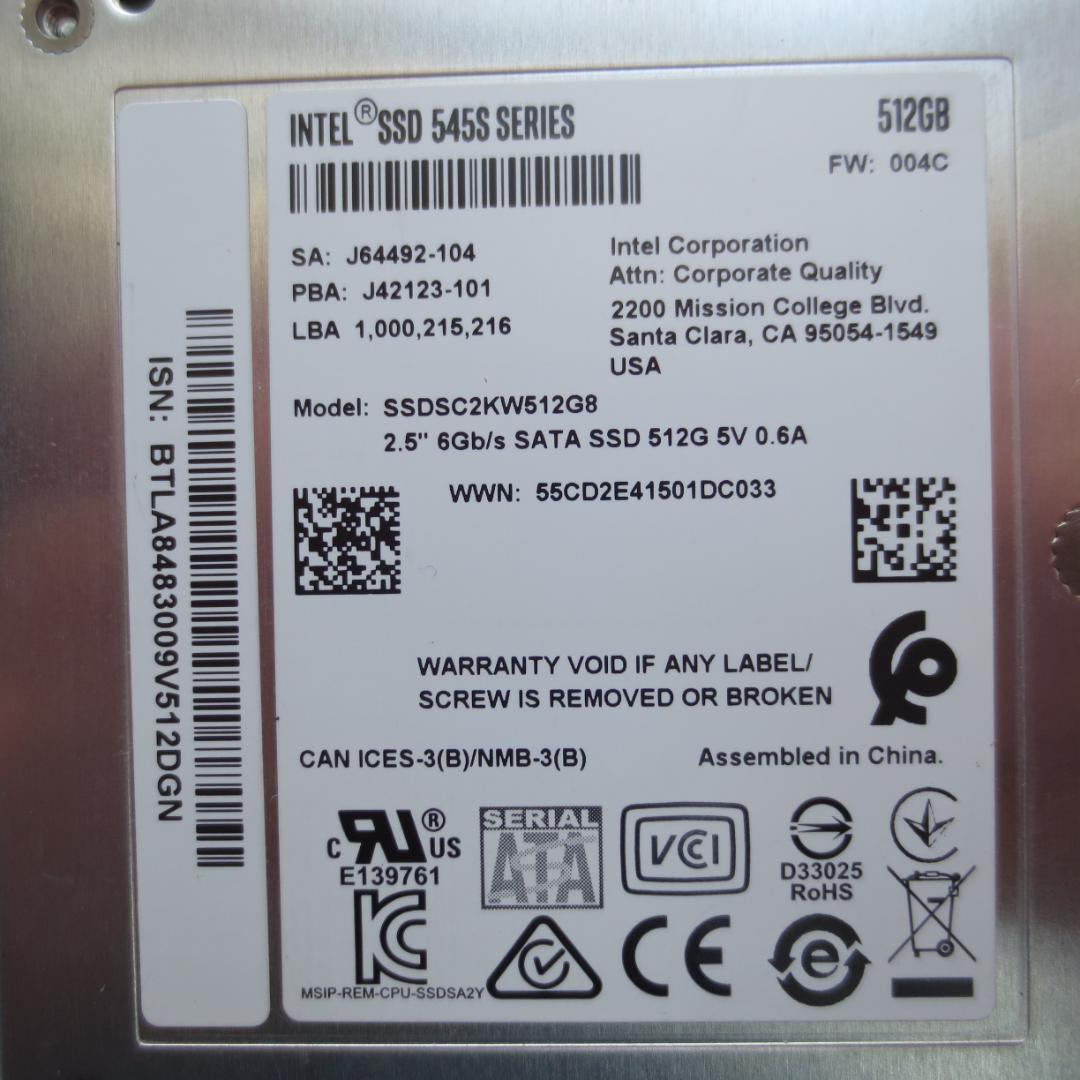 INTEL® SSD 545S SERIES
512GB
FW: 004C
SA: J64492-104
PBA: J42123-101
LBA 1,000,215,216
Intel Corporation
Attn: Corporate Quality
2200 Mission College Blvd.
Santa Clara, CA 95054-1549
USA
Model: SSDSC2KW512G8
2.5" 6Gb/s SATA SSD 512G 5V 0.6A
WWN: 55CD2E41501DC033
WARRANTY VOID IF ANY LABEL/
SCREW IS REMOVED OR BROKEN
CAN ICES-3(B)/NMB-3(B)
Assembled in China.
ISN: BTLA8483009V512DGN
C RU® US
E139761
SERIAL
ATA
VCI
D33025
RoHS
KC
MSIP-REM-CPU-SSDSA2Y
CE
e